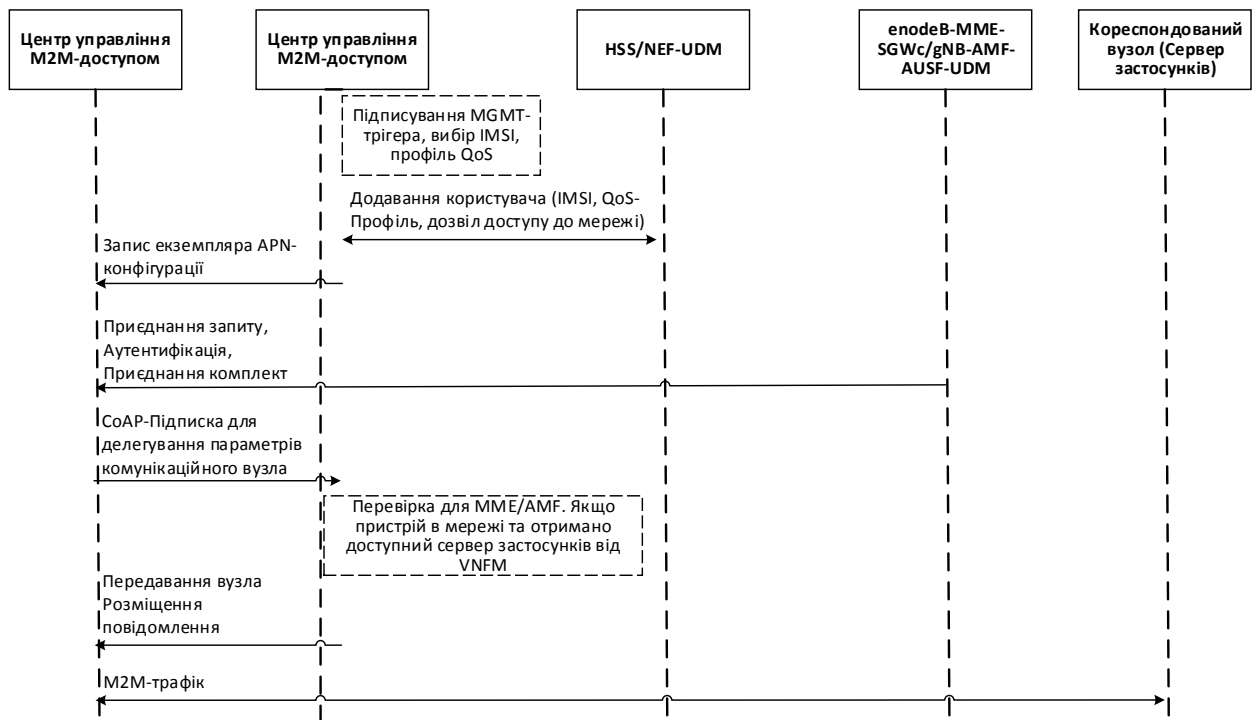 Центр управління
М2М-доступом
Центр управління
М2М-доступом
HSS/NEF-UDM
enodeB-MME-
SGWc/gNB-AMF-
AUSF-UDM
Кореспондований
вузол (Сервер
застосунків)
Підписування MGMT-
трігера, вибір IMSI,
профіль QoS
Додавання користувача (IMSI, QoS-
Профіль, дозвіл доступу до мережі)
Запис екземпляра APN-
конфігурації
Приєднання запиту,
Аутентифікація,
Приєднання комплект
CoAP-Підписка для
делегування параметрів
комунікаційного вузла
Перевірка для MME/AMF. Якщо
пристрій в мережі та отримано
доступний сервер застосунків від
VNFM
Передавання вузла
Розміщення
повідомлення
М2М-трафік